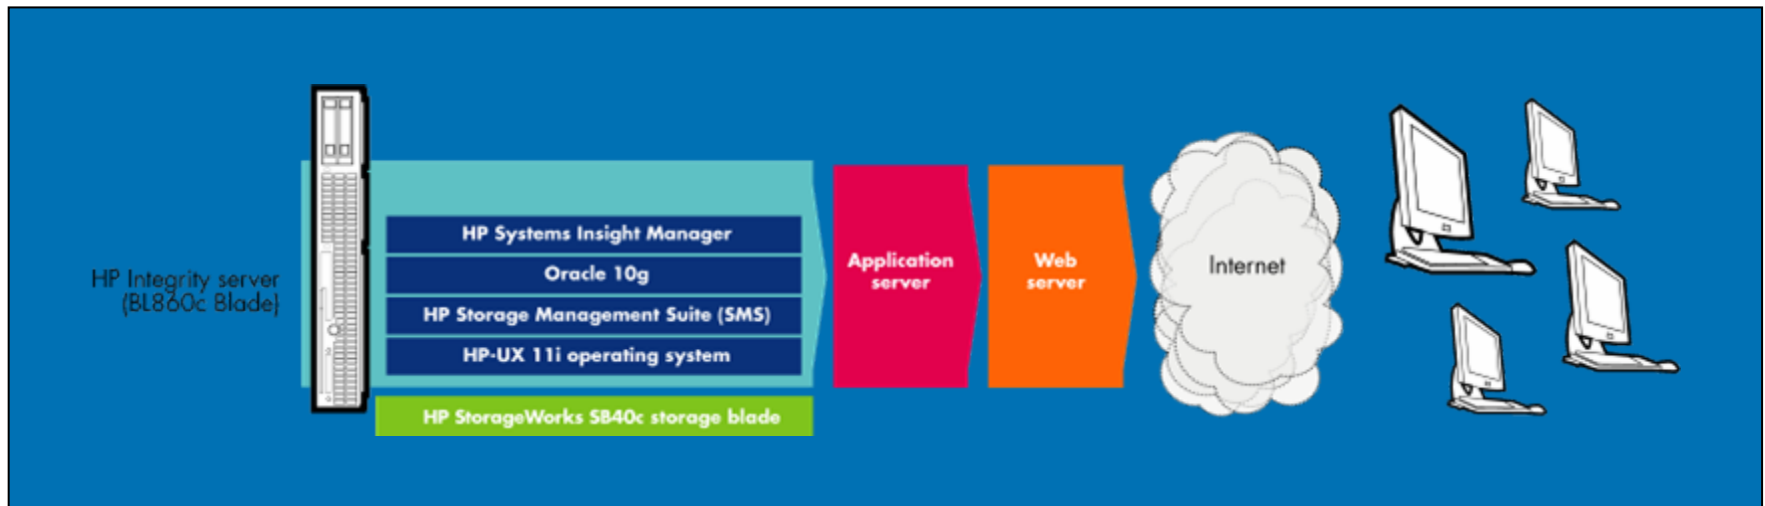 HP Integrity server
(BL860c Blade)
HP Systems Insight Manager
Oracle 10g
HP Storage Management Suite (SMS)
HP-UX 11i operating system
HP StorageWorks SB40c storage blade
Application
server
Web
server
Internet